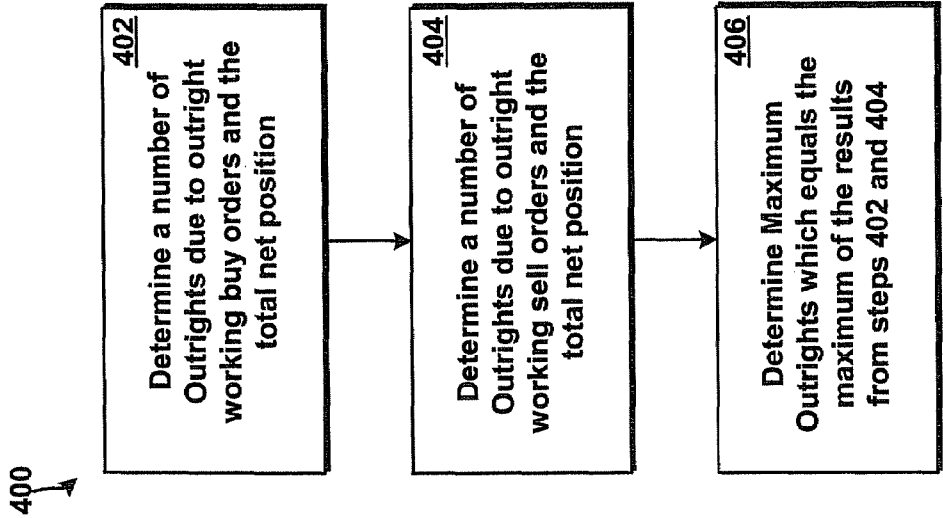 400
402
Determine a number of
Outrights due to outright
working buy orders and the
total net position
404
Determine a number of
Outrights due to outright
working sell orders and the
total net position
406
Determine Maximum
Outrights which equals the
maximum of the results
from steps 402 and 404